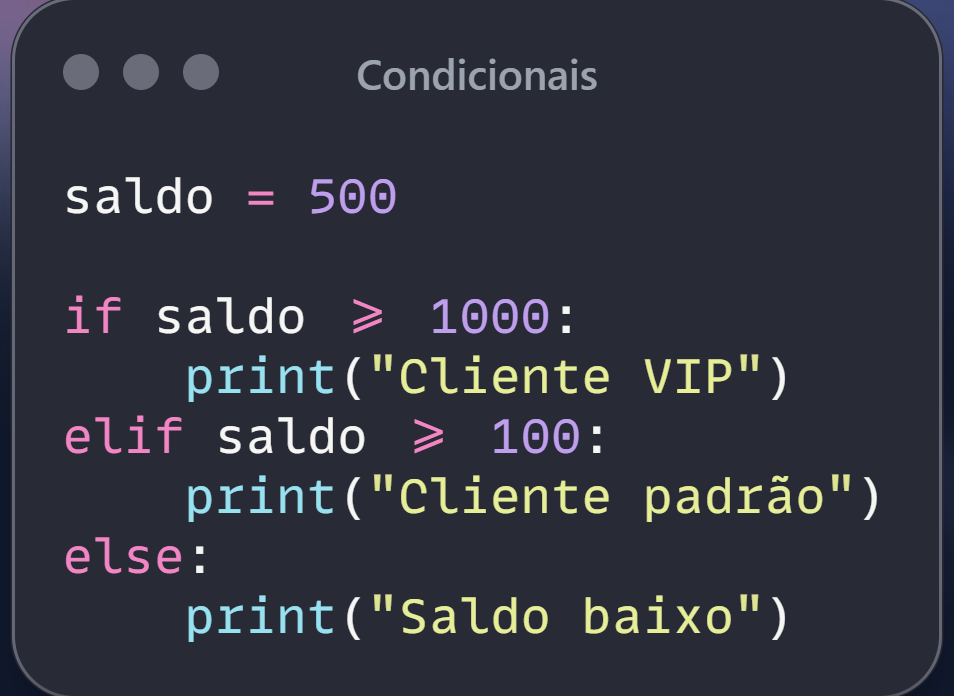 Condicionais
saldo = 500
if saldo >= 1000:
    print("Cliente VIP")
elif saldo >= 100:
    print("Cliente padrão")
else:
    print("Saldo baixo")